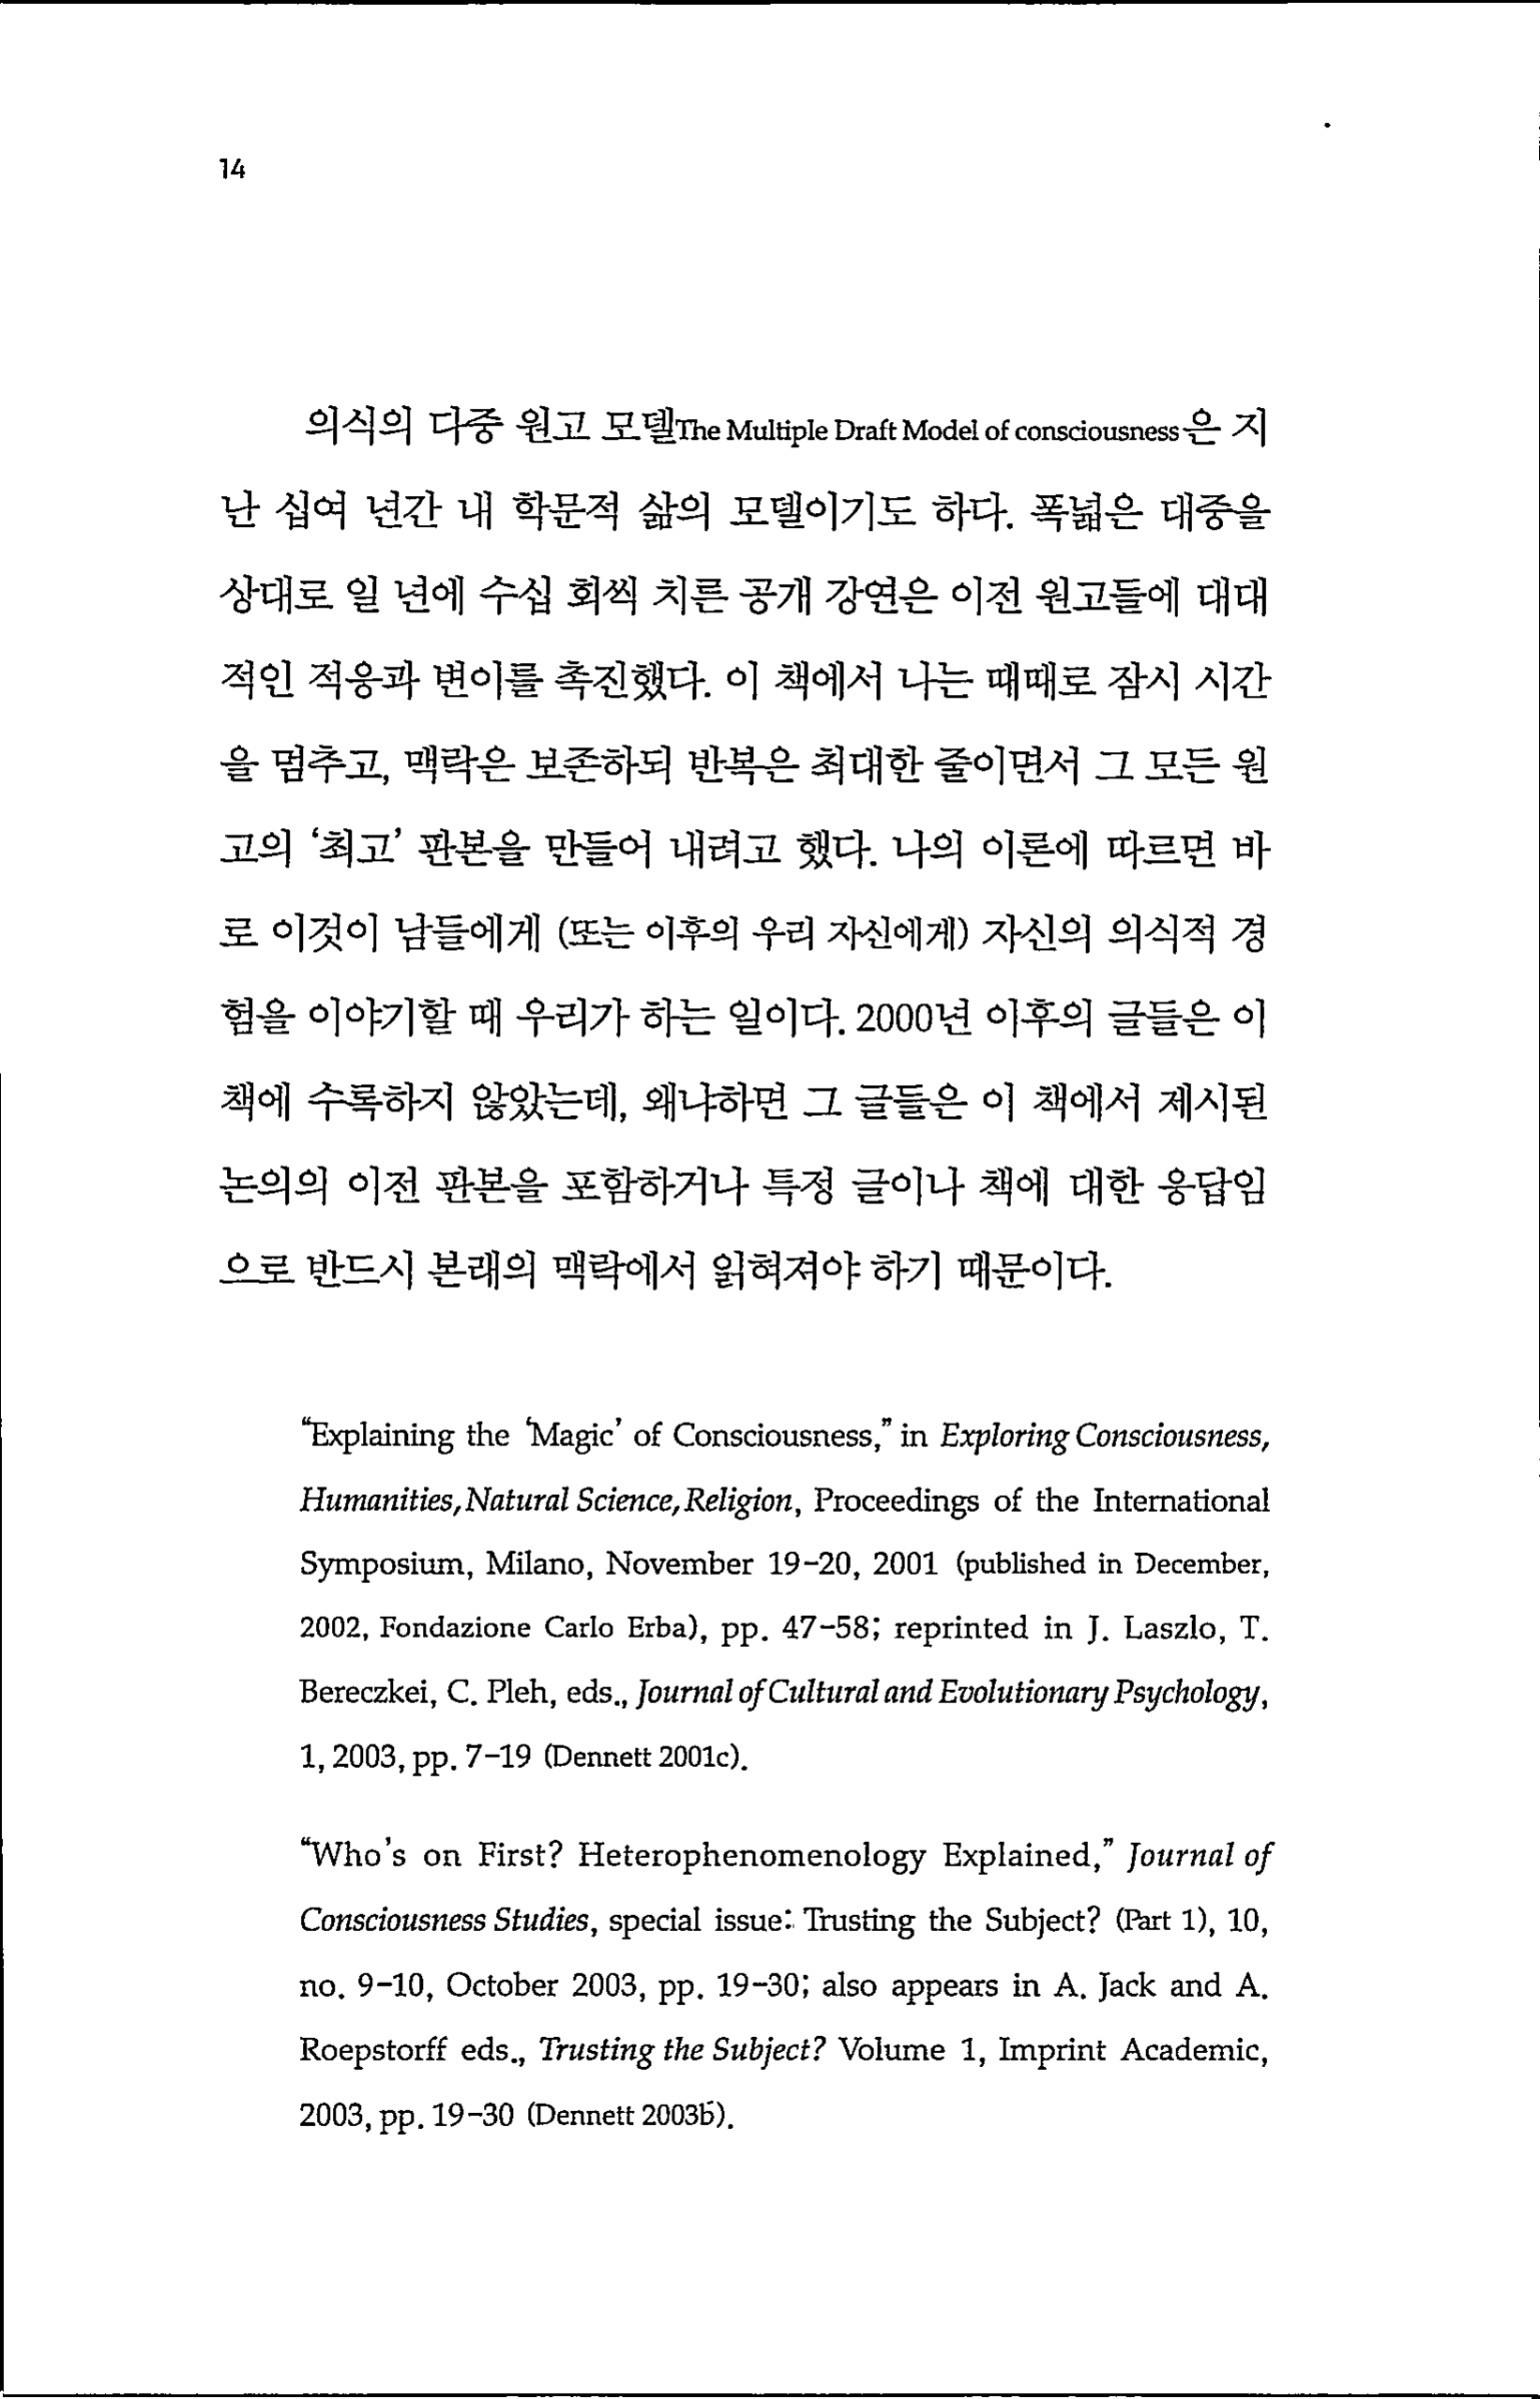 14
의식의 다중 원고 모델The Multiple Draft Model of consciousness은 지
난 십여 년간 내 학문적 삶의 모델이기도 하다. 폭넓은 대중을
상대로 일 년에 수십 회씩 치른 공개 강연은 이전 원고들에 대대
적인 적응과 변이를 촉진했다. 이 책에서 나는 때때로 잠시 시간
을 멈추고, 맥락은 보존하되 반복은 최대한 줄이면서 그 모든 원
고의 ‘최고’ 판본을 만들어 내려고 했다. 나의 이론에 따르면 바
로 이것이 남들에게 (또는 이후의 우리 자신에게) 자신의 의식적 경
험을 이야기할 때 우리가 하는 일이다. 2000년 이후의 글들은 이
책에 수록하지 않았는데, 왜냐하면 그 글들은 이 책에서 제시된
논의의 이전 판본을 포함하거나 특정 글이나 책에 대한 응답임
으로 반드시 본래의 맥락에서 읽혀져야 하기 때문이다.
“Explaining the ‘Magic’ of Consciousness,” in Exploring Consciousness,
Humanities, Natural Science, Religion, Proceedings of the International
Symposium, Milano, November 19-20, 2001 (published in December,
2002, Fondazione Carlo Erba), pp. 47-58; reprinted in J. Laszlo, T.
Bereczkei, C. Pleh, eds., Journal of Cultural and Evolutionary Psychology,
1, 2003, pp. 7-19 (Dennett 2001c).
“Who's on First? Heterophenomenology Explained,” Journal of
Consciousness Studies, special issue: Trusting the Subject? (Part 1), 10,
no. 9-10, October 2003, pp. 19-30; also appears in A. Jack and A.
Roepstorff eds., Trusting the Subject? Volume 1, Imprint Academic,
2003, pp. 19-30 (Dennett 2003b).